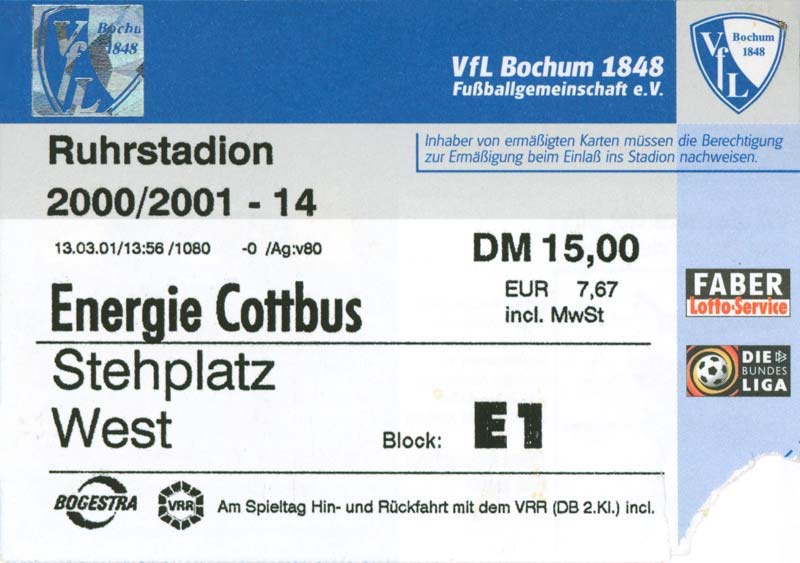 VfL Bochum 1848
VfL Bochum 1848
Fußballgemeinschaft e.V.
VfL Bochum 1848
Inhaber von ermäßigten Karten müssen die Berechtigung
zur Ermäßigung beim Einlaß ins Stadion nachweisen.
Ruhrstadion
2000/2001 - 14
13.03.01/13:56 /1080 -0 /Ag:v80
DM 15,00
EUR 7,67
incl. MwSt
Energie Cottbus
Stehplatz
West
Block: E1
FABER
Lotto-Service
DIE
BUNDES
LIGA
BOGESTRA
VRR
Am Spieltag Hin- und Rückfahrt mit dem VRR (DB 2.Kl.) incl.